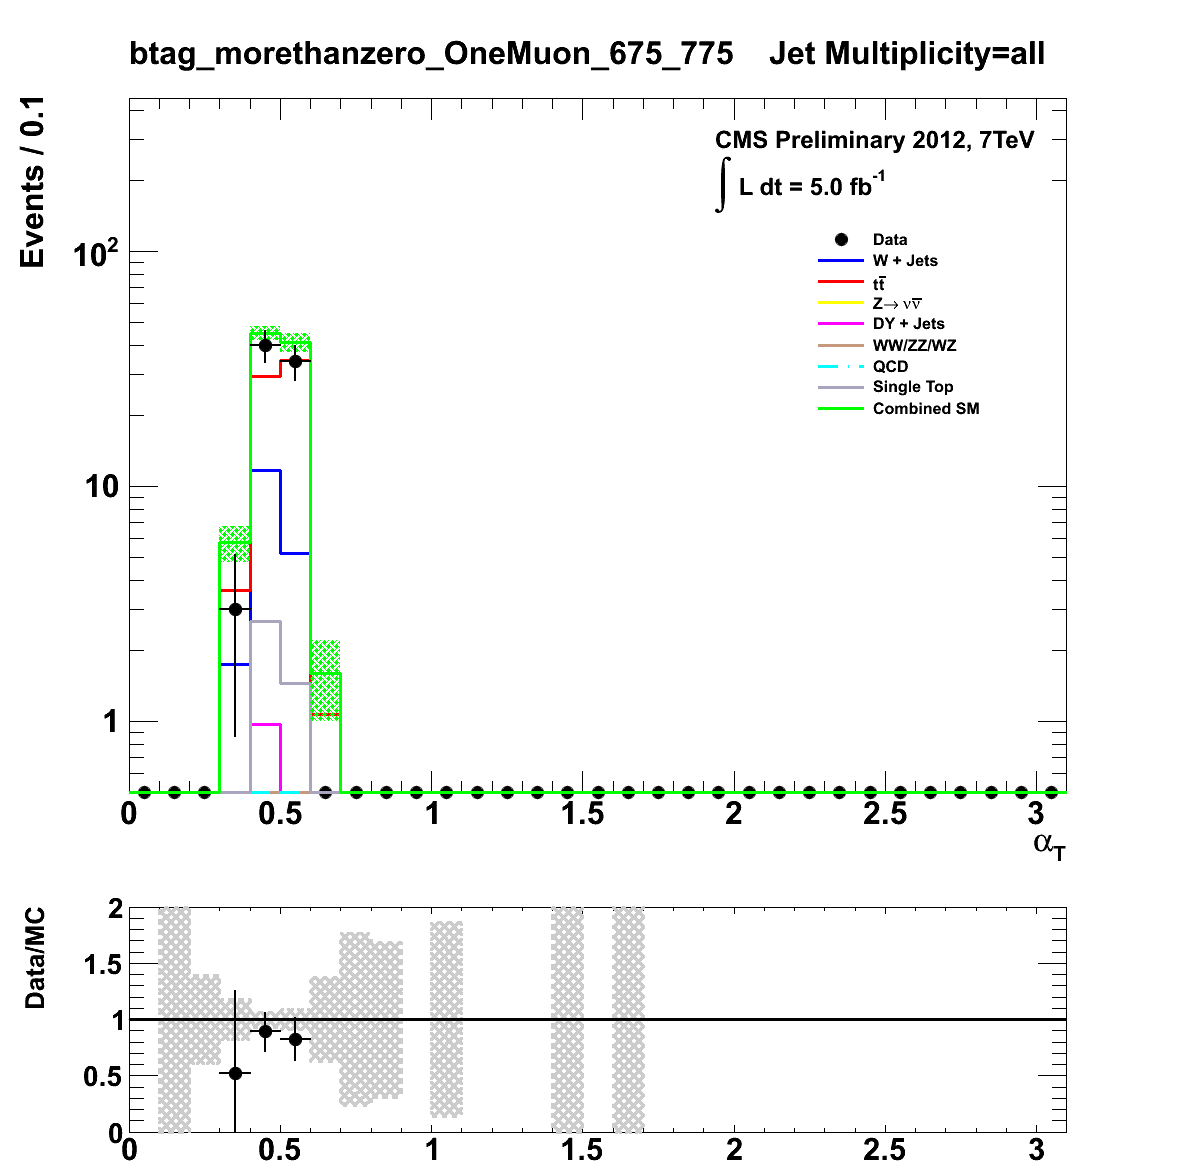 btag_morethanzero_OneMuon_675_775 Jet Multiplicity=all
Events / 0.1
CMS Preliminary 2012, 7TeV
∫ L dt = 5.0 fb⁻¹
Data
W + Jets
tt̅
Z→ νν̅
DY + Jets
WW/ZZ/WZ
QCD
Single Top
Combined SM
10²
10
1
0 0.5 1 1.5 2 2.5 3
α_T
Data/MC
2
1.5
1
0.5
0
0 0.5 1 1.5 2 2.5 3